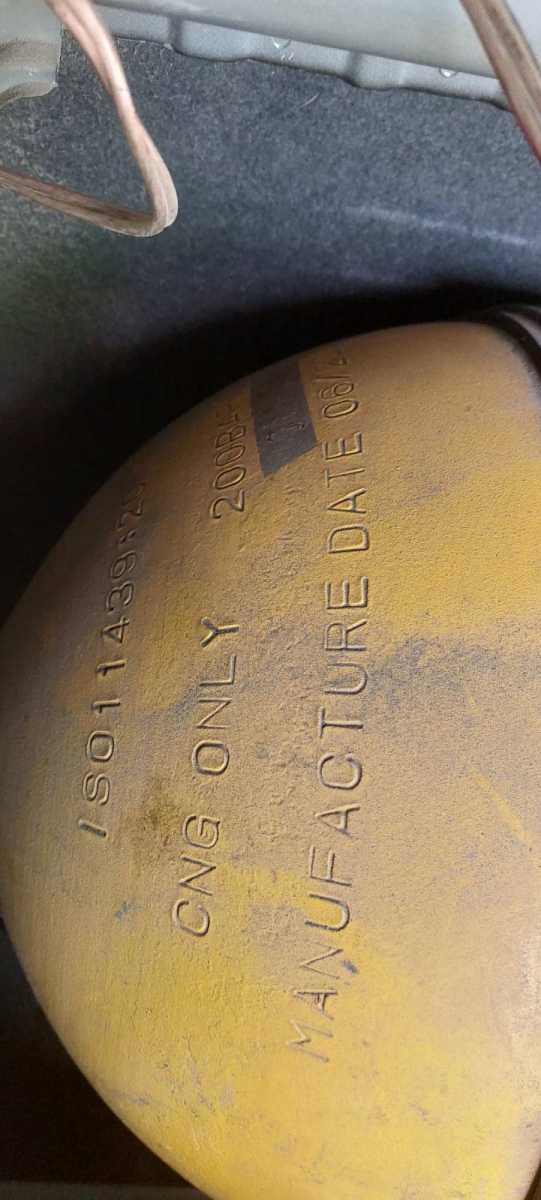 ISO11439:20
CNG ONLY 200BAR
MANUFACTURE DATE 06/